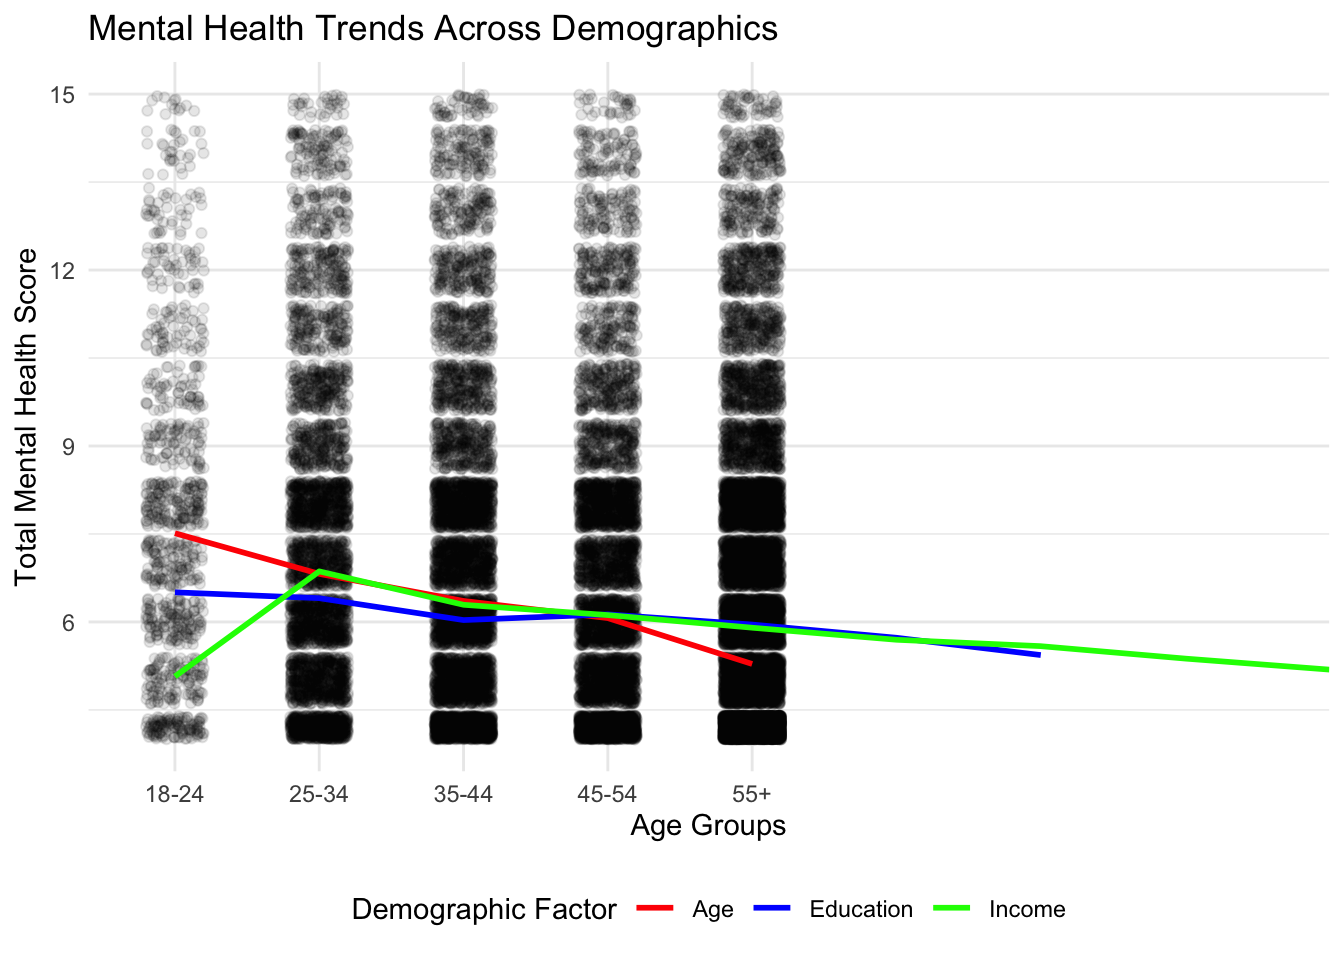 Mental Health Trends Across Demographics
Total Mental Health Score
15
12
9
6
18-24 25-34 35-44 45-54 55+
Age Groups
Demographic Factor Age Education Income